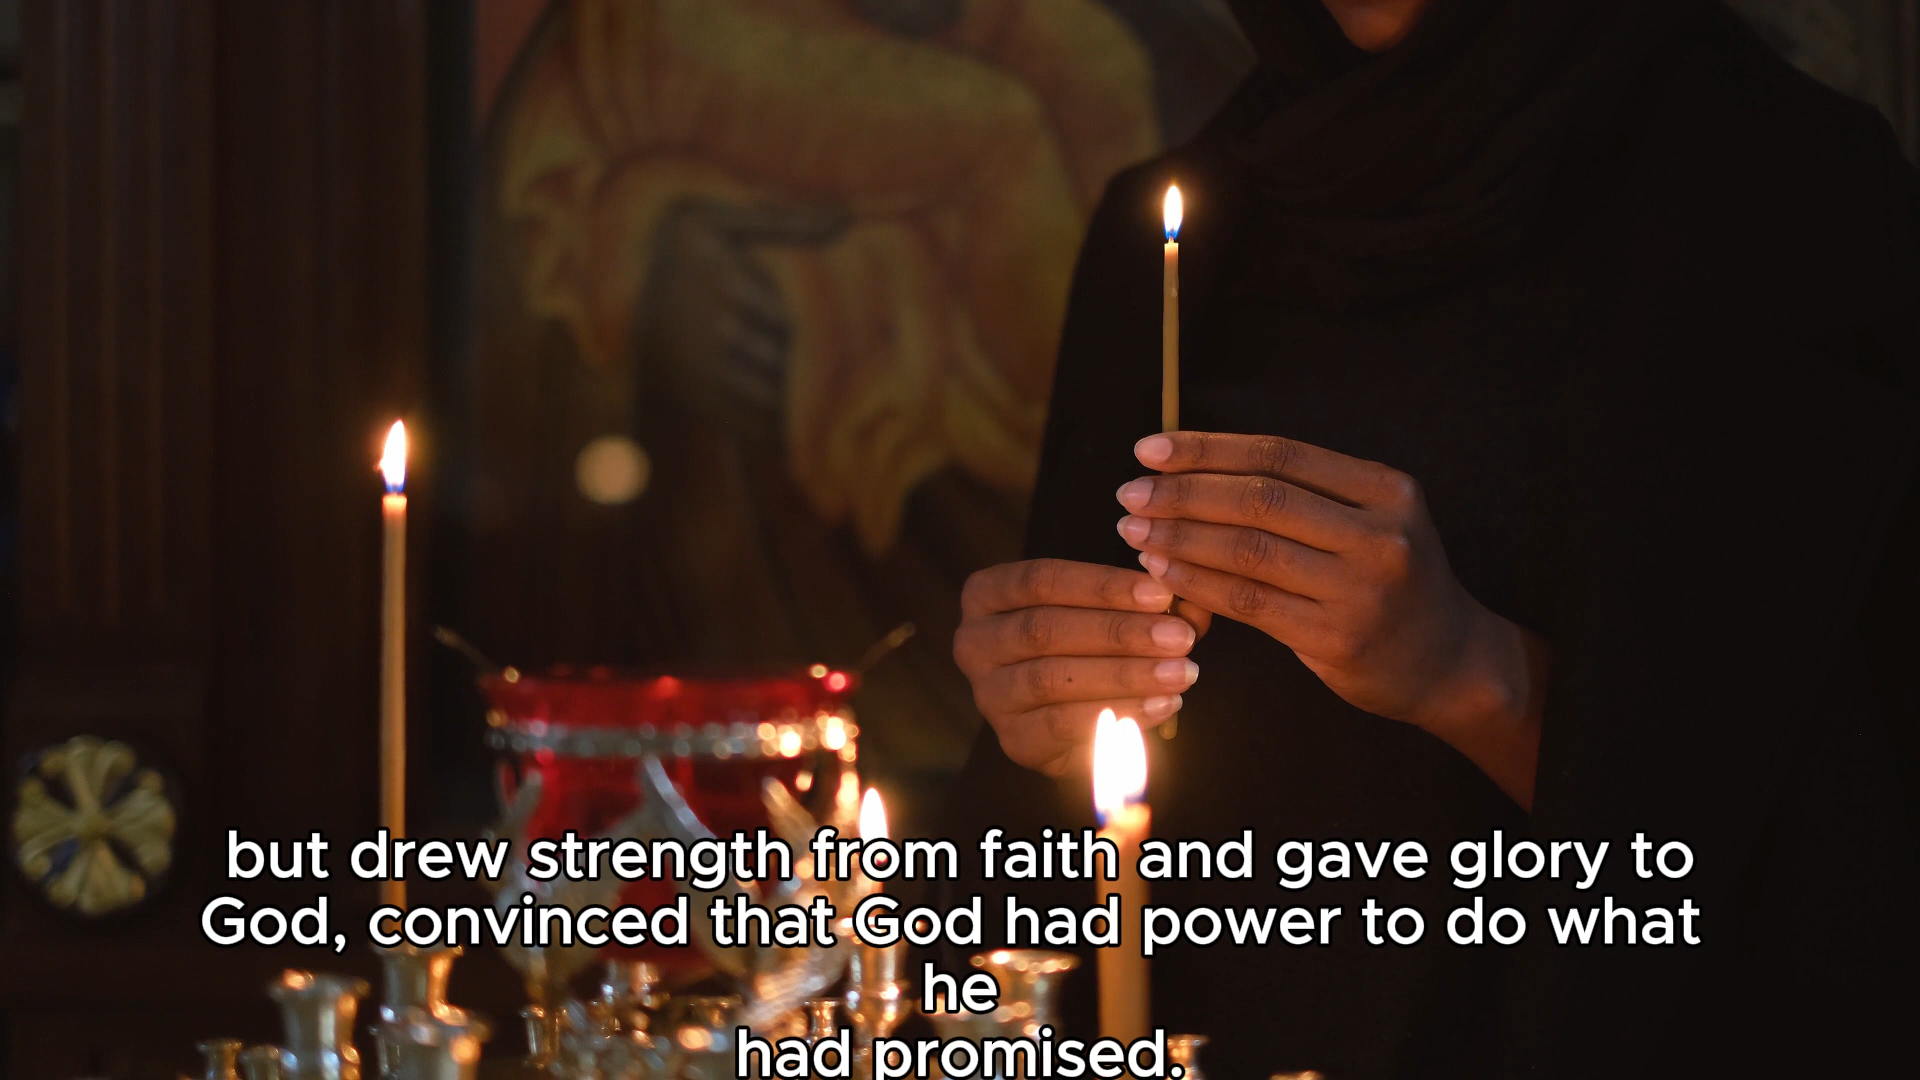 but drew strength from faith and gave glory to
God, convinced that God had power to do what
he
had promised.